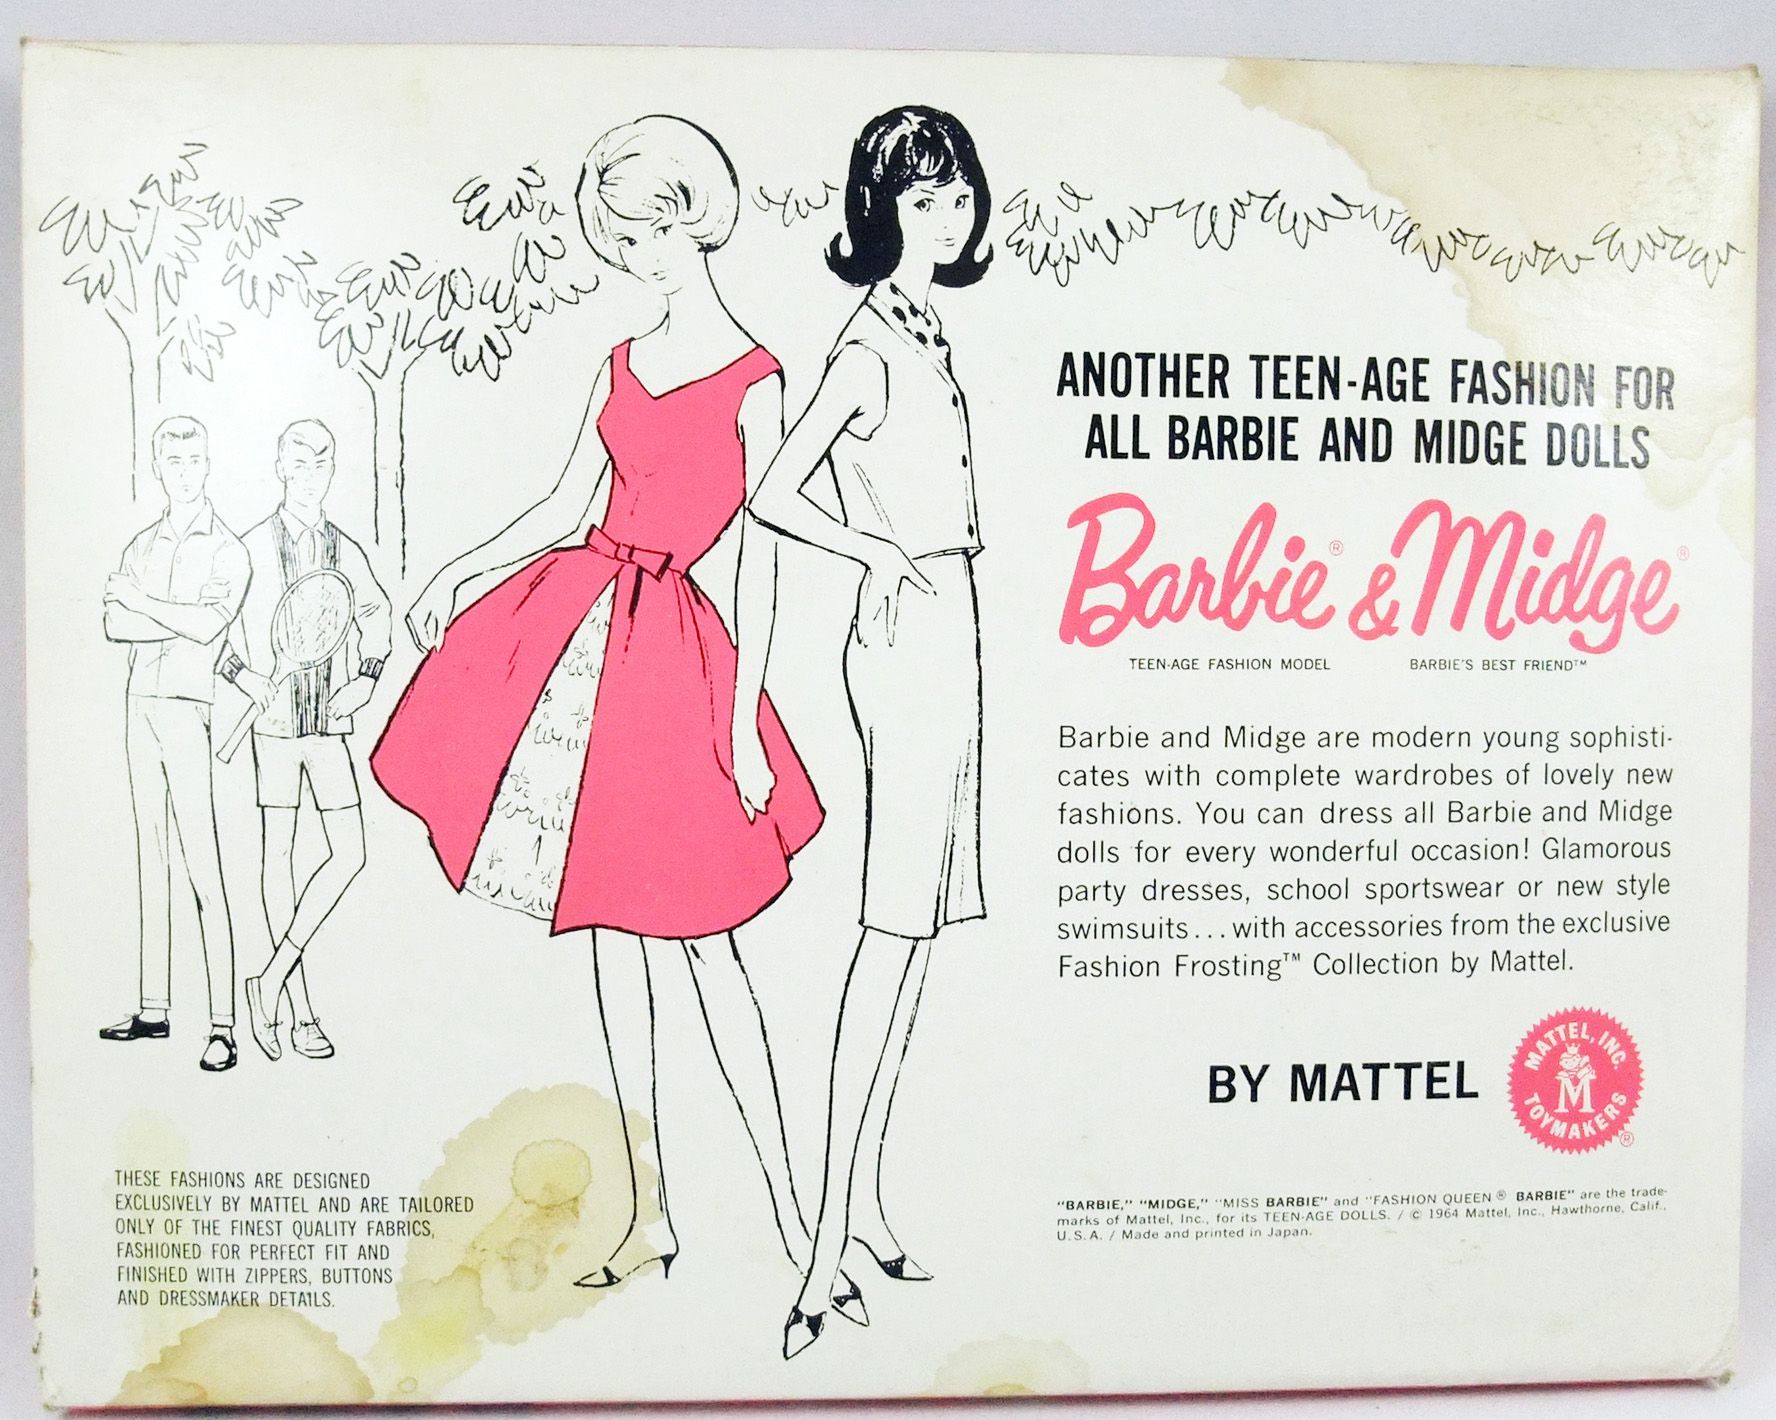 ANOTHER TEEN-AGE FASHION FOR
ALL BARBIE AND MIDGE DOLLS
Barbie® & Midge®
TEEN-AGE FASHION MODEL
BARBIE'S BEST FRIEND™
Barbie and Midge are modern young sophisti-
cates with complete wardrobes of lovely new
fashions. You can dress all Barbie and Midge
dolls for every wonderful occasion! Glamorous
party dresses, school sportswear or new style
swimsuits...with accessories from the exclusive
Fashion Frosting™ Collection by Mattel.
BY MATTEL
MATTEL, INC.
M
TOYMAKERS
®
THESE FASHIONS ARE DESIGNED
EXCLUSIVELY BY MATTEL AND ARE TAILORED
ONLY OF THE FINEST QUALITY FABRICS,
FASHIONED FOR PERFECT FIT AND
FINISHED WITH ZIPPERS, BUTTONS
AND DRESSMAKER DETAILS.
"BARBIE," "MIDGE," "MISS BARBIE" and "FASHION QUEEN® BARBIE" are the trade-
marks of Mattel, Inc., for its TEEN-AGE DOLLS. / © 1964 Mattel, Inc., Hawthorne, Calif.,
U.S.A. / Made and printed in Japan.